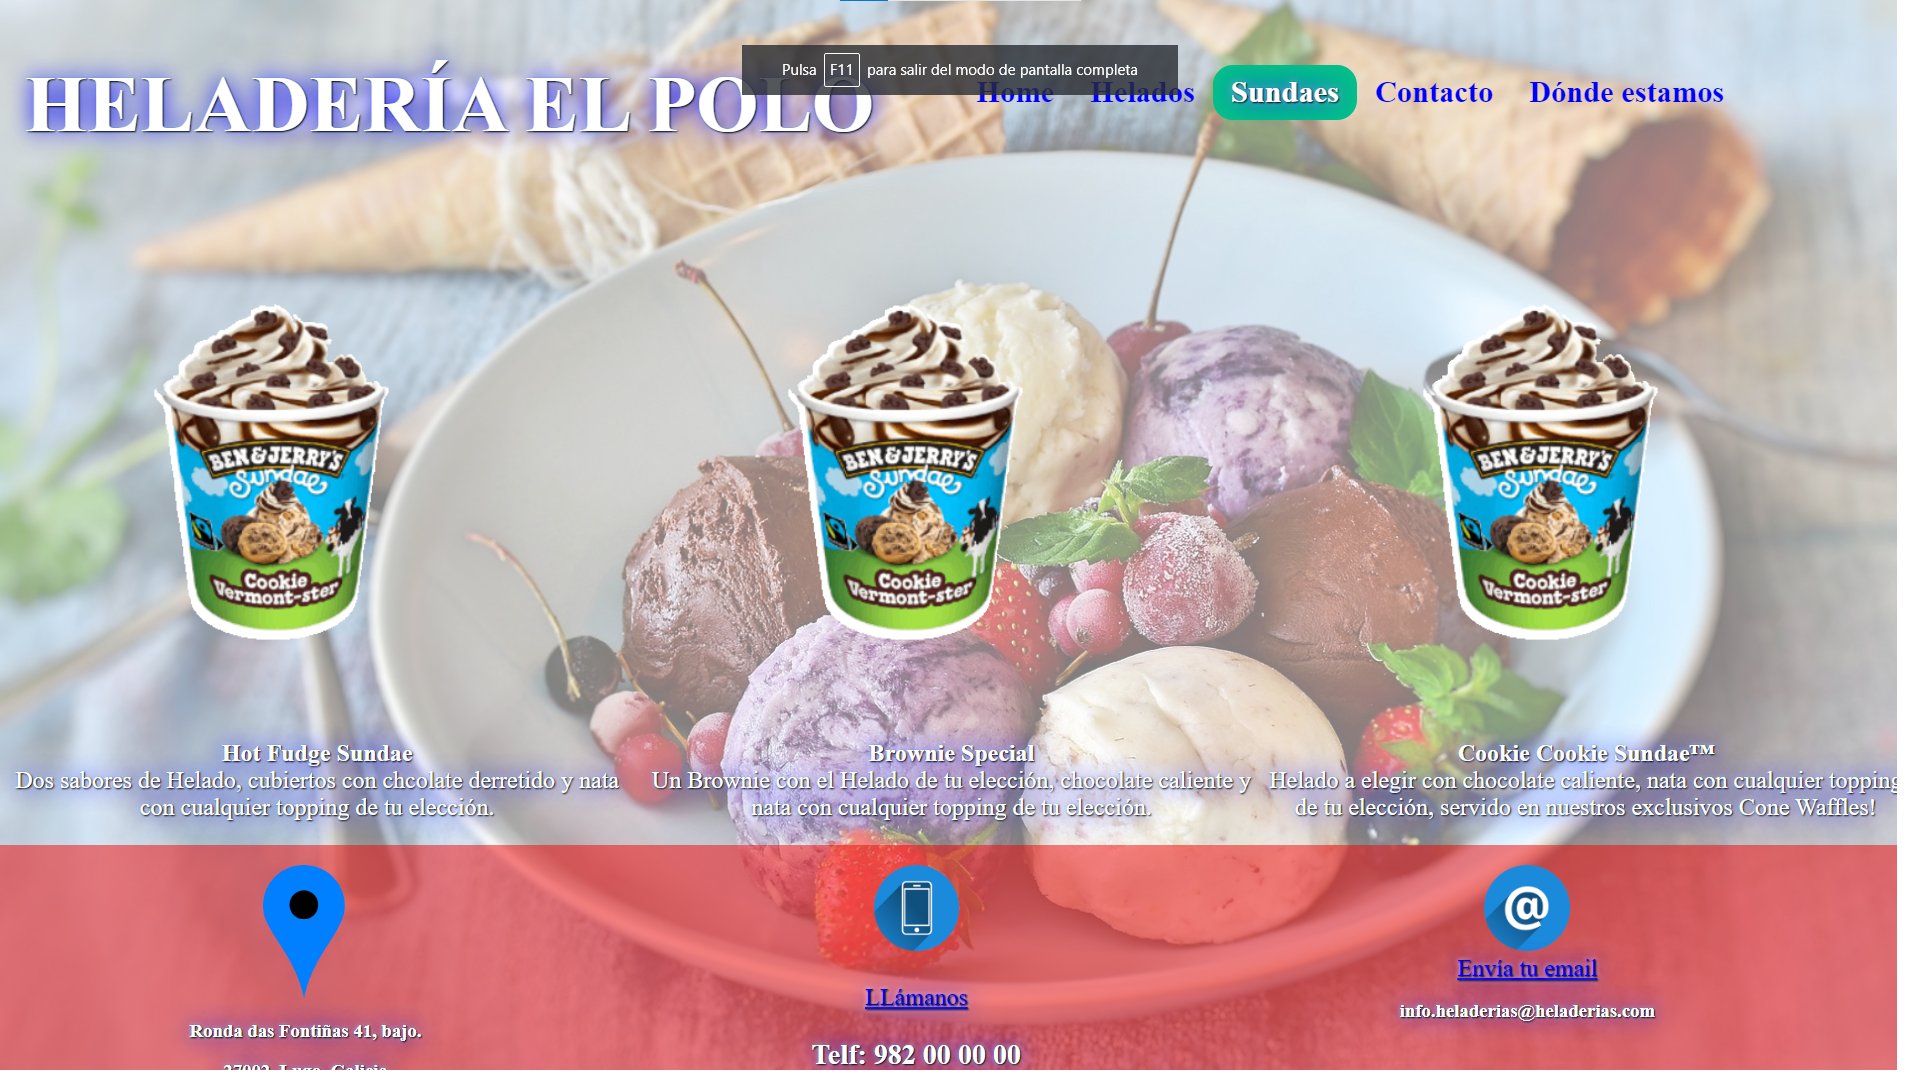 Pulsa F11 para salir del modo de pantalla completa
HELADERÍA EL POLO
Home Helados Sundaes Contacto Dónde estamos
BEN & JERRY'S
Sundae
Cookie
Vermont-ster
BEN & JERRY'S
Sundae
Cookie
Vermont-ster
BEN & JERRY'S
Sundae
Cookie
Vermont-ster
Hot Fudge Sundae
Dos sabores de Helado, cubiertos con chcolate derretido y nata
con cualquier topping de tu elección.
Brownie Special
Un Brownie con el Helado de tu elección, chocolate caliente y
nata con cualquier topping de tu elección.
Cookie Cookie Sundae™
Helado a elegir con chocolate caliente, nata con cualquier topping
de tu elección, servido en nuestros exclusivos Cone Waffles!
Ronda das Fontiñas 41, bajo.
27002, Lugo, Galicia
LLámanos
Telf: 982 00 00 00
@
Envía tu email
info.heladerias@heladerias.com